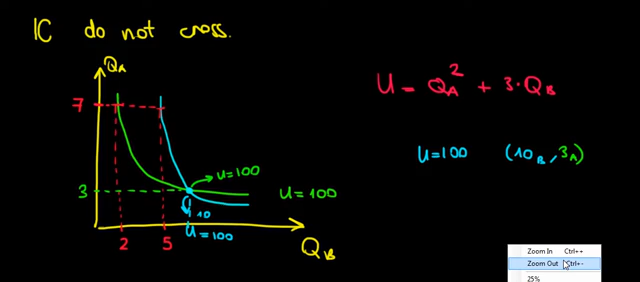 IC do not cross.
QA
7
U = QA² + 3·QB
U=100 (10B, 3A)
U=100
3
U=100
10
U=100
2
5
QB
Zoom In Ctrl++
Zoom Out Ctrl+-
25%